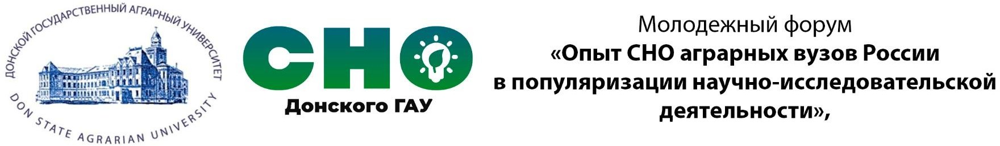 ДОНСКОЙ ГОСУДАРСТВЕННЫЙ АГРАРНЫЙ УНИВЕРСИТЕТ
DON STATE AGRARIAN UNIVERSITY
СНО
Донского ГАУ
Молодежный форум
«Опыт СНО аграрных вузов России
в популяризации научно-исследовательской
деятельности»,